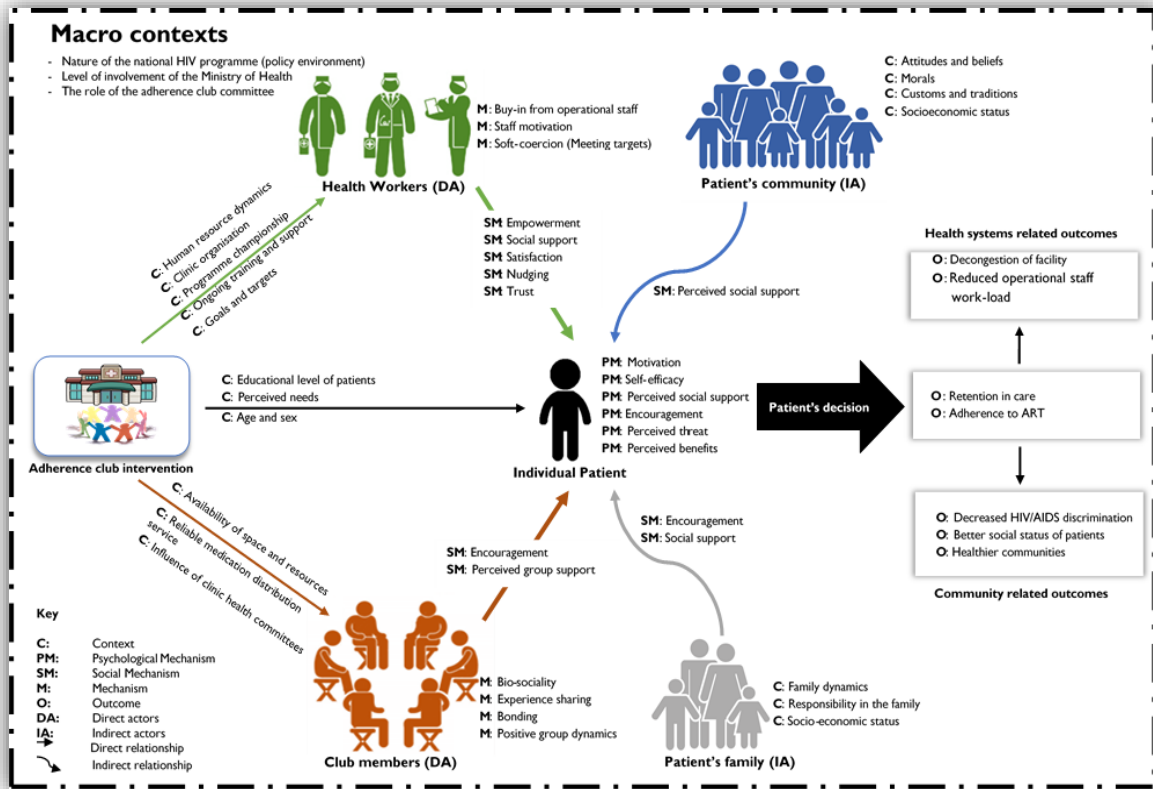 Macro contexts
- Nature of the national HIV programme (policy environment)
- Level of involvement of the Ministry of Health
- The role of the adherence club committee
M: Buy-in from operational staff
M: Staff motivation
M: Soft-coercion (Meeting targets)
Health Workers (DA)
C: Attitudes and beliefs
C: Morals
C: Customs and traditions
C: Socioeconomic status
Patient's community (IA)
C: Human resource dynamics
C: Clinic organisation
C: Programme championship
C: Ongoing training and support
C: Goals and targets
SM: Empowerment
SM: Social support
SM: Satisfaction
SM: Nudging
SM: Trust
SM: Perceived social support
Health systems related outcomes
O: Decongestion of facility
O: Reduced operational staff
work-load
Adherence club intervention
C: Educational level of patients
C: Perceived needs
C: Age and sex
Individual Patient
PM: Motivation
PM: Self-efficacy
PM: Perceived social support
PM: Encouragement
PM: Perceived threat
PM: Perceived benefits
Patient's decision
O: Retention in care
O: Adherence to ART
O: Decreased HIV/AIDS discrimination
O: Better social status of patients
O: Healthier communities
Community related outcomes
C: Availability of space and resources
C: Reliable medication distribution
service
C: Influence of clinic health committees
SM: Encouragement
SM: Perceived group support
SM: Encouragement
SM: Social support
M: Bio-sociality
M: Experience sharing
M: Bonding
M: Positive group dynamics
Club members (DA)
C: Family dynamics
C: Responsibility in the family
C: Socio-economic status
Patient's family (IA)
Key
C: Context
PM: Psychological Mechanism
SM: Social Mechanism
M: Mechanism
O: Outcome
DA: Direct actors
IA: Indirect actors
Direct relationship
Indirect relationship